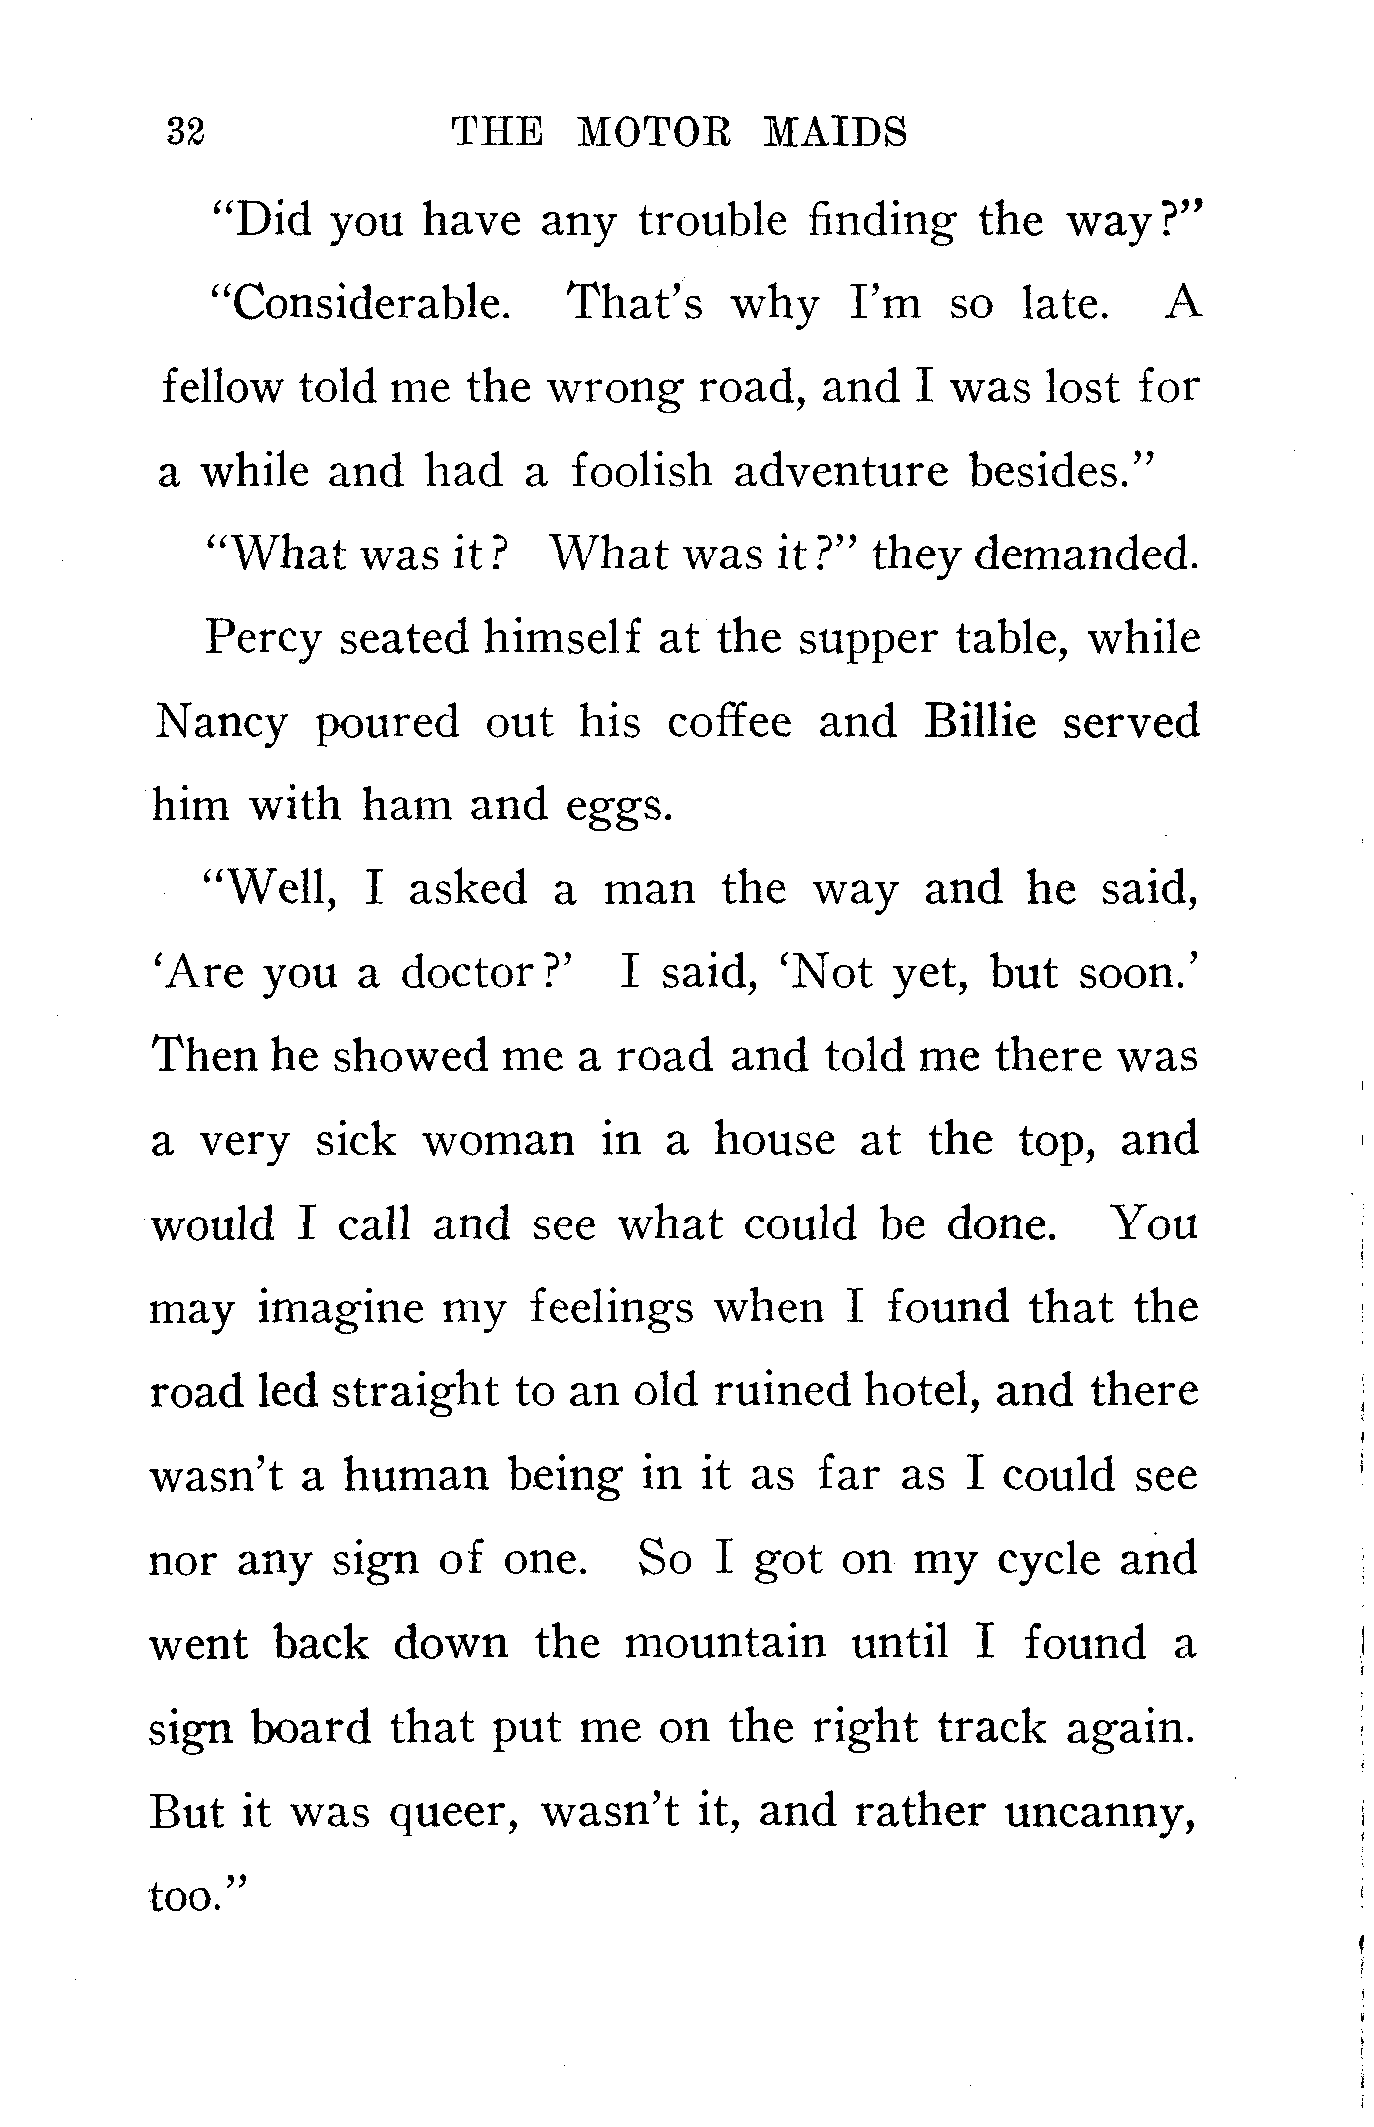 32 THE MOTOR MAIDS
"Did you have any trouble finding the way?"
"Considerable. That's why I'm so late. A
fellow told me the wrong road, and I was lost for
a while and had a foolish adventure besides."
"What was it? What was it?" they demanded.
Percy seated himself at the supper table, while
Nancy poured out his coffee and Billie served
him with ham and eggs.
"Well, I asked a man the way and he said,
'Are you a doctor?' I said, 'Not yet, but soon.'
Then he showed me a road and told me there was
a very sick woman in a house at the top, and
would I call and see what could be done. You
may imagine my feelings when I found that the
road led straight to an old ruined hotel, and there
wasn't a human being in it as far as I could see
nor any sign of one. So I got on my cycle and
went back down the mountain until I found a
sign board that put me on the right track again.
But it was queer, wasn't it, and rather uncanny,
too."